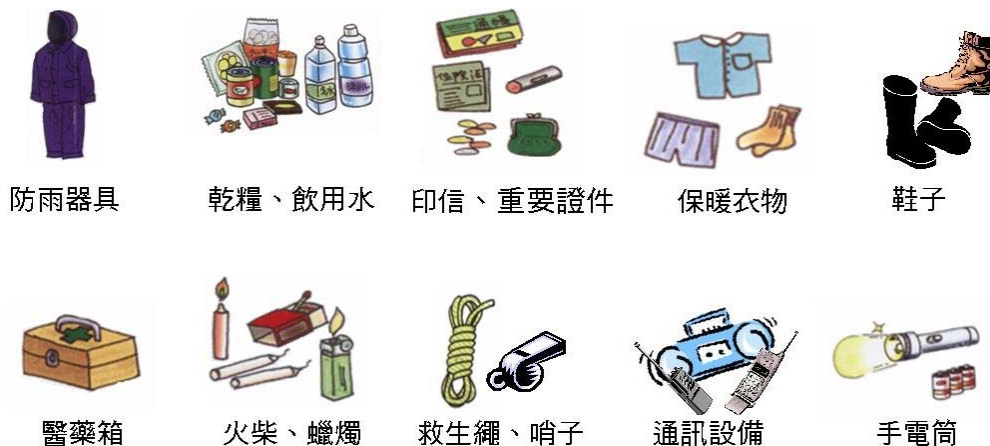 防雨器具
乾糧、飲用水
印信、重要證件
保暖衣物
鞋子
醫藥箱
火柴、蠟燭
救生繩、哨子
通訊設備
手電筒